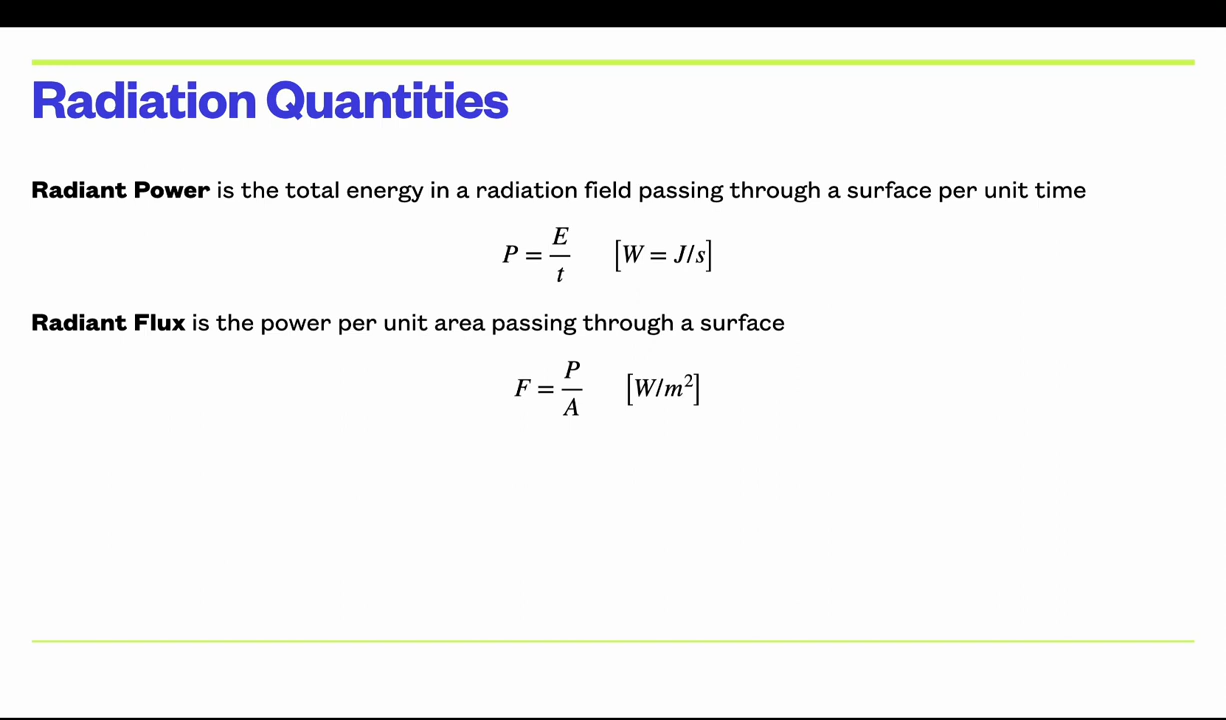 Radiation Quantities
Radiant Power is the total energy in a radiation field passing through a surface per unit time
P = E/t [W = J/s]
Radiant Flux is the power per unit area passing through a surface
F = P/A [W/m²]